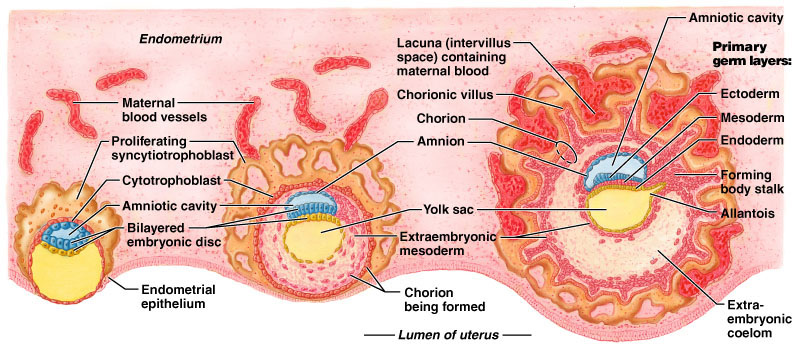 Endometrium
Maternal
blood vessels
Proliferating
syncytiotrophoblast
Cytotrophoblast
Amniotic cavity
Bilayered
embryonic disc
Endometrial
epithelium
Lacuna (intervillus
space) containing
maternal blood
Chorionic villus
Chorion
Amnion
Yolk sac
Extraembryonic
mesoderm
Chorion
being formed
Lumen of uterus
Amniotic cavity
Primary
germ layers:
Ectoderm
Mesoderm
Endoderm
Forming
body stalk
Allantois
Extra-
embryonic
coelom